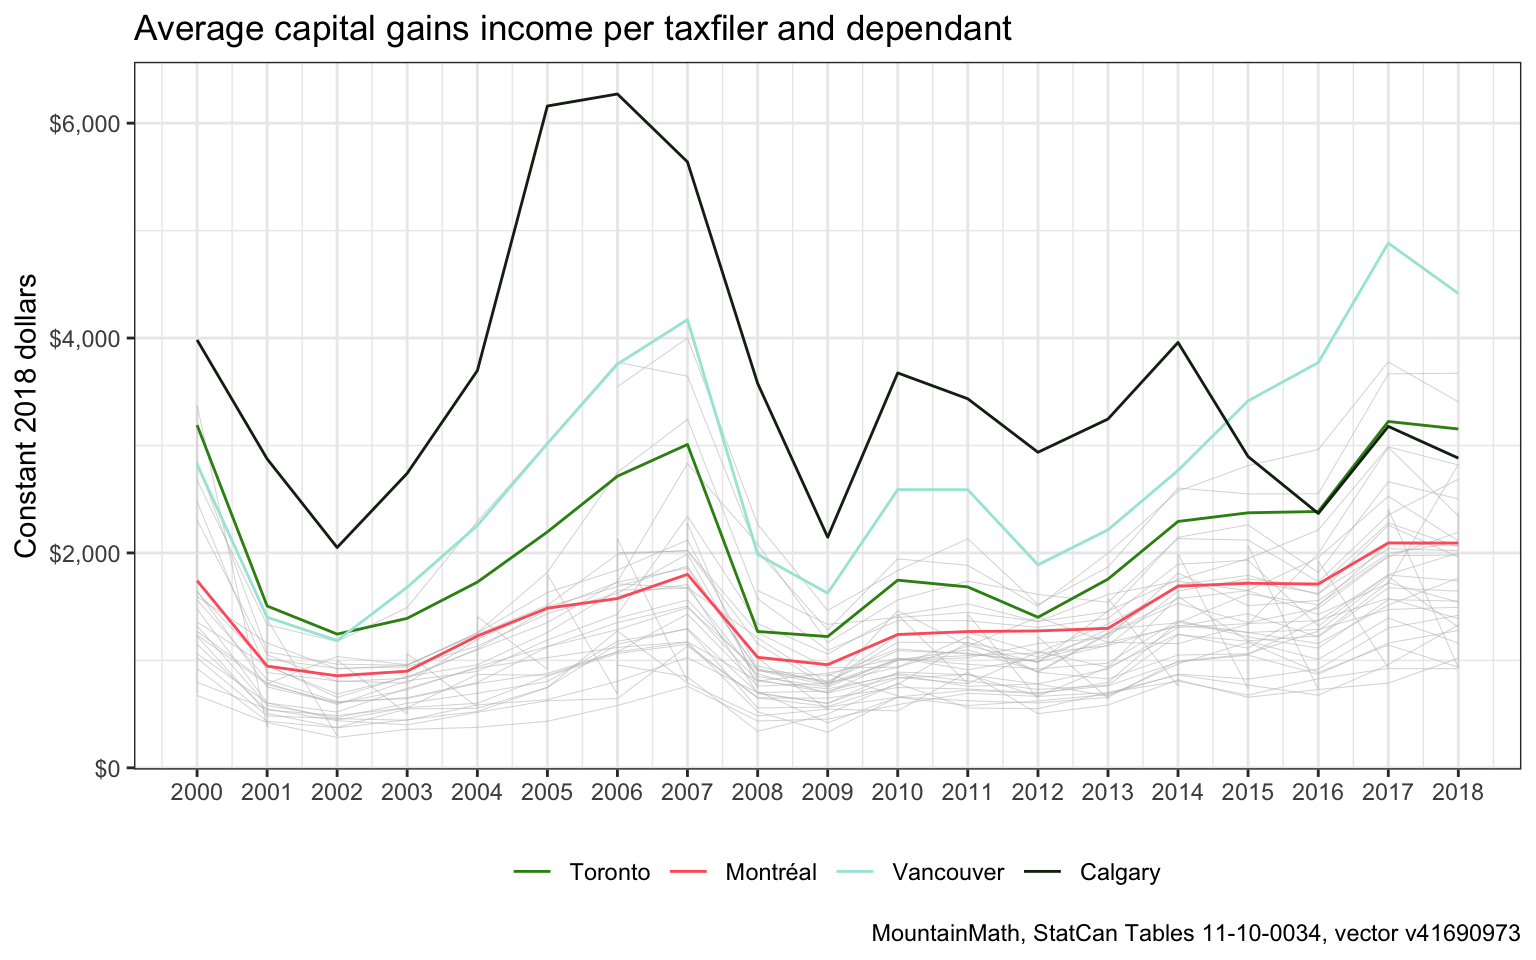 Average capital gains income per taxfiler and dependant
Constant 2018 dollars
$6,000
$4,000
$2,000
$0
2000 2001 2002 2003 2004 2005 2006 2007 2008 2009 2010 2011 2012 2013 2014 2015 2016 2017 2018
Toronto Montréal Vancouver Calgary
MountainMath, StatCan Tables 11-10-0034, vector v41690973